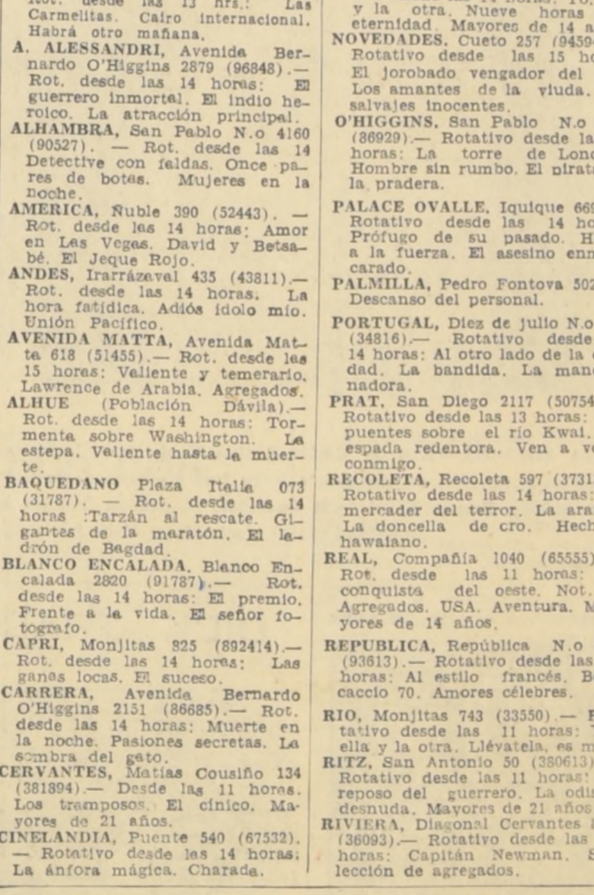 Rot. desde las 13 hrs.: Las
Carmelitas. Cairo internacional.
Habrá otro mañana.
A. ALESSANDRI, Avenida Ber-
nardo O'Higgins 2879 (96848).—
Rot. desde las 14 horas: El
guerrero inmortal. El indio he-
roico. La atracción principal.
ALHAMBRA, San Pablo N.o 4160
(90527). — Rot. desde las 14
Detective con faldas. Once pa-
res de botas. Mujeres en la
noche.
AMERICA, Ñuble 390 (52443). —
Rot. desde las 14 horas: Amor
en Las Vegas. David y Betsa-
bé. El Jeque Rojo.
ANDES, Irarrázaval 435 (43811).—
Rot. desde las 14 horas. La
hora fatídica. Adiós ídolo mío.
Unión Pacífico.
AVENIDA MATTA, Avenida Mat-
ta 618 (51455).— Rot. desde las
15 horas: Valiente y temerario.
Lawrence de Arabia. Agregados.
ALHUE (Población Dávila).—
Rot. desde las 14 horas: Tor-
menta sobre Washington. La
estepa. Valiente hasta la muer-
te.
BAQUEDANO Plaza Italia 073
(31787). — Rot. desde las 14
horas :Tarzán al rescate. Gi-
gantes de la maratón. El la-
drón de Bagdad.
BLANCO ENCALADA, Blanco En-
calada 2820 (91787).— Rot.
desde las 14 horas: El premio.
Frente a la vida. El señor fo-
tografo.
CAPRI, Monjitas 825 (892414).—
Rot. desde las 14 horas: Las
ganas locas. El suceso.
CARRERA, Avenida Bernardo
O'Higgins 2151 (86685).— Rot.
desde las 14 horas: Muerte en
la noche. Pasiones secretas. La
sombra del gato.
CERVANTES, Matías Cousiño 134
(381894).— Desde las 11 horas.
Los tramposos. El cínico. Ma-
yores de 21 años.
CINELANDIA, Puente 540 (67532).
— Rotativo desde las 14 horas:
La ánfora mágica. Charada.
y la otra. Nueve horas
eternidad. Mayores de 14 a
NOVEDADES, Cueto 257 (9459
Rotativo desde las 15 ho
El jorobado vengador del
Los amantes de la viuda.
salvajes inocentes.
O'HIGGINS, San Pablo N.o
(86929).— Rotativo desde la
horas: La torre de Lon
Hombre sin rumbo. El pirat
la pradera.
PALACE OVALLE, Iquique 669
Rotativo desde las 14 ho
Prófugo de su pasado. H
a la fuerza. El asesino enm
carado.
PALMILLA, Pedro Fontova 502
Descanso del personal.
PORTUGAL, Diez de Julio N.o
(34816).— Rotativo desde
14 horas: Al otro lado de la
dad. La bandida. La man
nadora.
PRAT, San Diego 2117 (50754
Rotativo desde las 13 horas:
puentes sobre el río Kwai.
espada redentora. Ven a v
conmigo.
RECOLETA, Recoleta 597 (3731
Rotativo desde las 14 horas:
mercader del terror. La ara
La doncella de cro. Hech
hawaiano.
REAL, Compañía 1040 (65555)
Rot. desde las 11 horas:
conquista del oeste. Not.
Agregados. USA. Aventura. M
yores de 14 años.
REPUBLICA, República N.o
(93613).— Rotativo desde las
horas: Al estilo francés. B
caccio 70. Amores célebres.
RIO, Monjitas 743 (33550).— R
tativo desde las 11 horas:
ella y la otra. Llévatela, es m
RITZ, San Antonio 50 (380613)
Rotativo desde las 11 horas:
reposo del guerrero. La odis
desnuda. Mayores de 21 años
RIVIERA, Diagonal Cervantes
(36093).— Rotativo desde las
horas: Capitán Newman. S
lección de agregados.